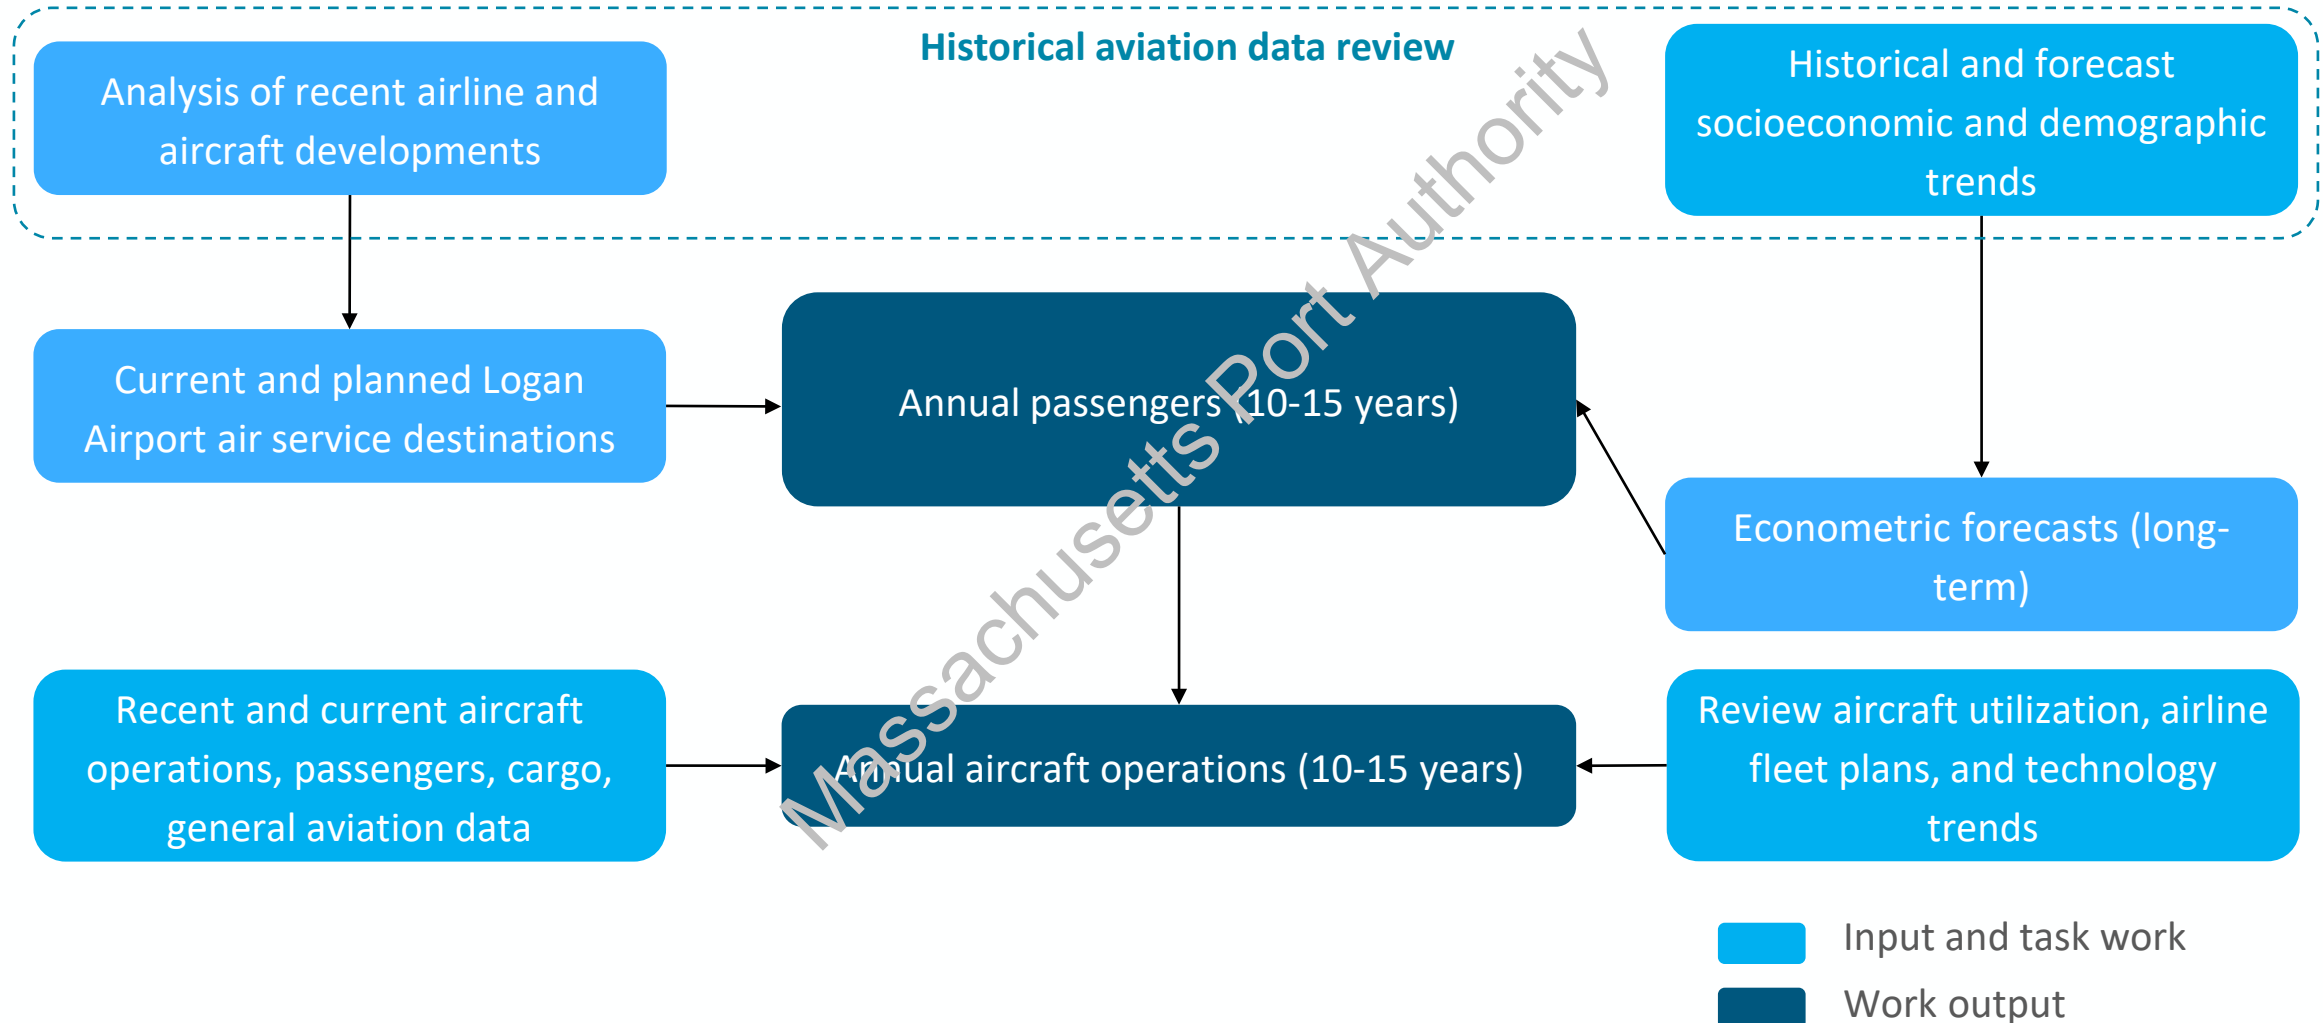 Historical aviation data review
Analysis of recent airline and
aircraft developments
Historical and forecast
socioeconomic and demographic
trends
Current and planned Logan
Airport air service destinations
Annual passengers (10-15 years)
Econometric forecasts (long-
term)
Recent and current aircraft
operations, passengers, cargo,
general aviation data
Annual aircraft operations (10-15 years)
Review aircraft utilization, airline
fleet plans, and technology
trends
Massachusetts Port Authority
Input and task work
Work output